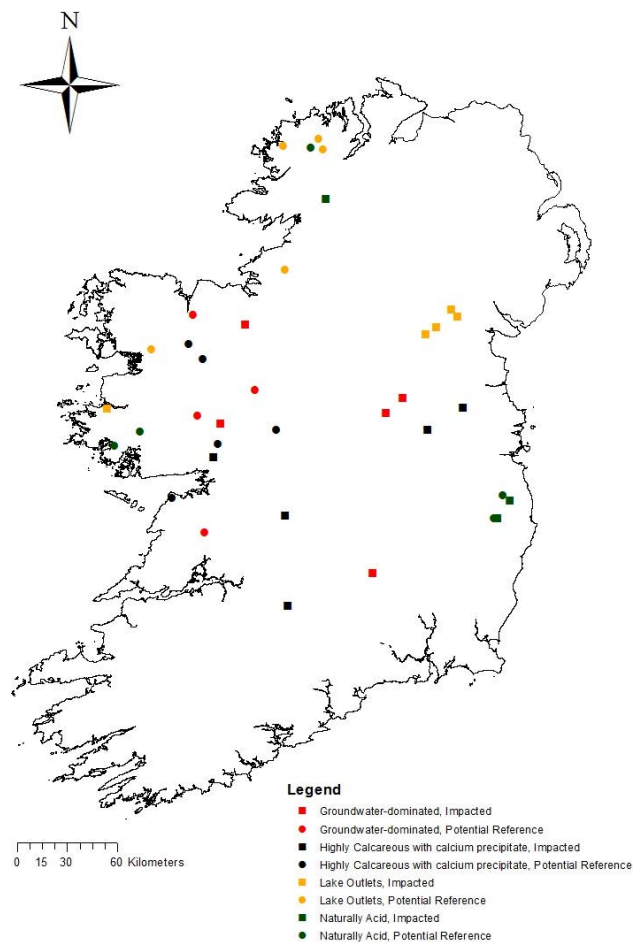 N
Legend
Groundwater-dominated, Impacted
Groundwater-dominated, Potential Reference
Highly Calcareous with calcium precipitate, Impacted
Highly Calcareous with calcium precipitate, Potential Reference
Lake Outlets, Impacted
Lake Outlets, Potential Reference
Naturally Acid, Impacted
Naturally Acid, Potential Reference
0 15 30 60 Kilometers